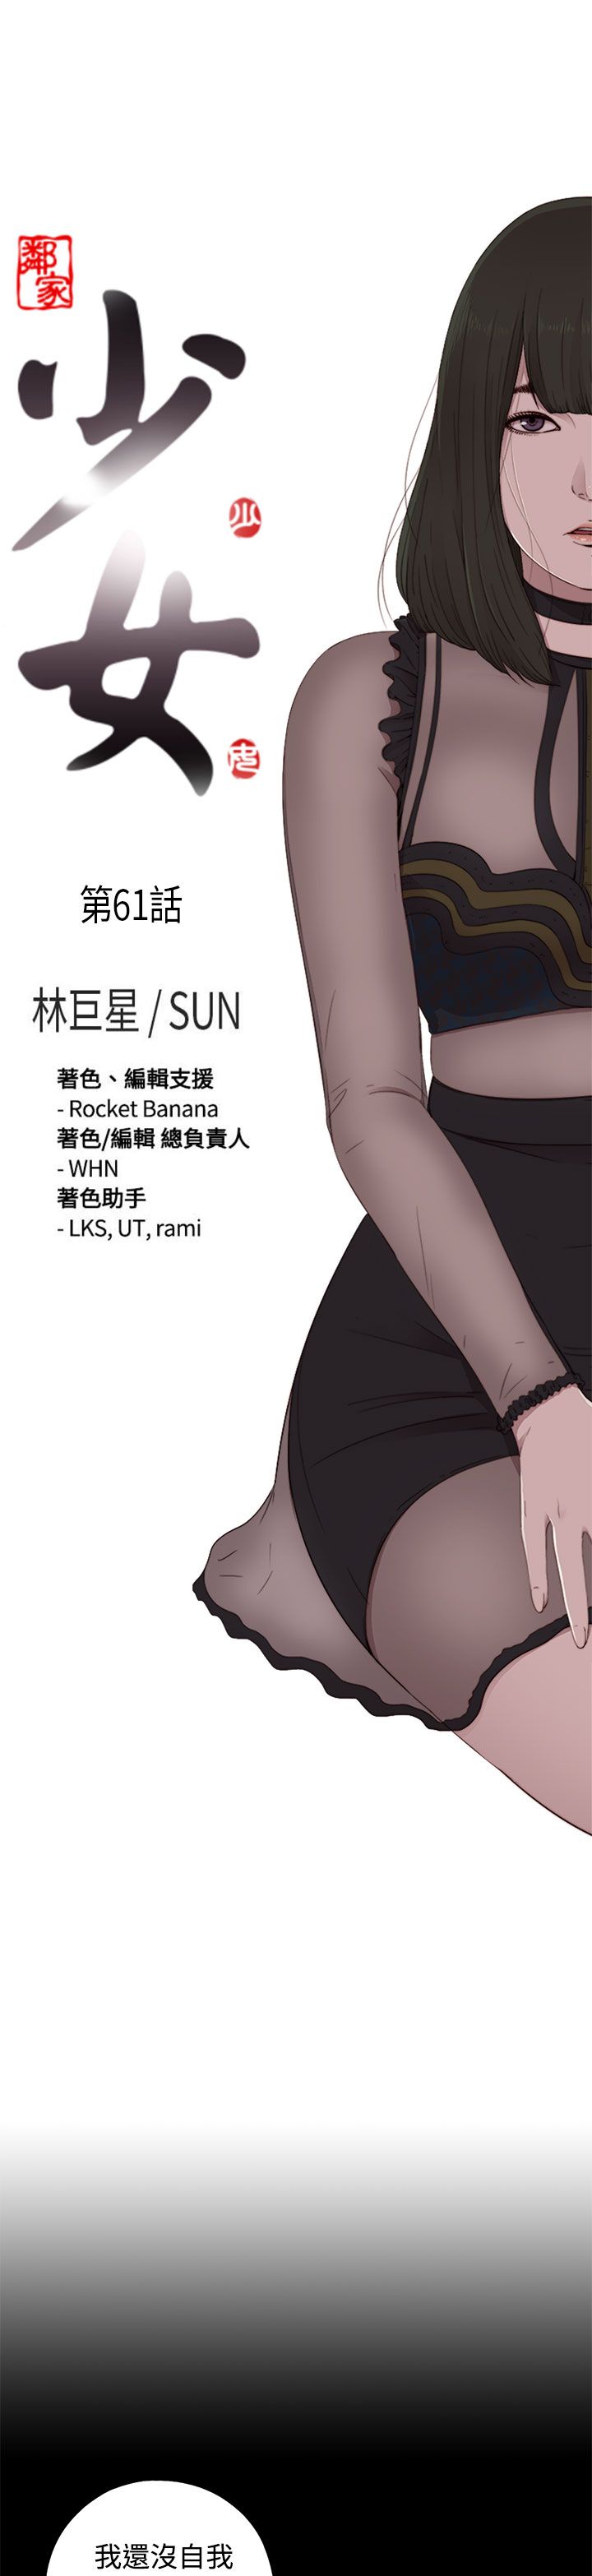 鄰家
少女
少
女
第61話
林巨星 / SUN
著色、編輯支援
- Rocket Banana
著色/編輯 總負責人
- WHN
著色助手
- LKS, UT, rami
我還沒自我